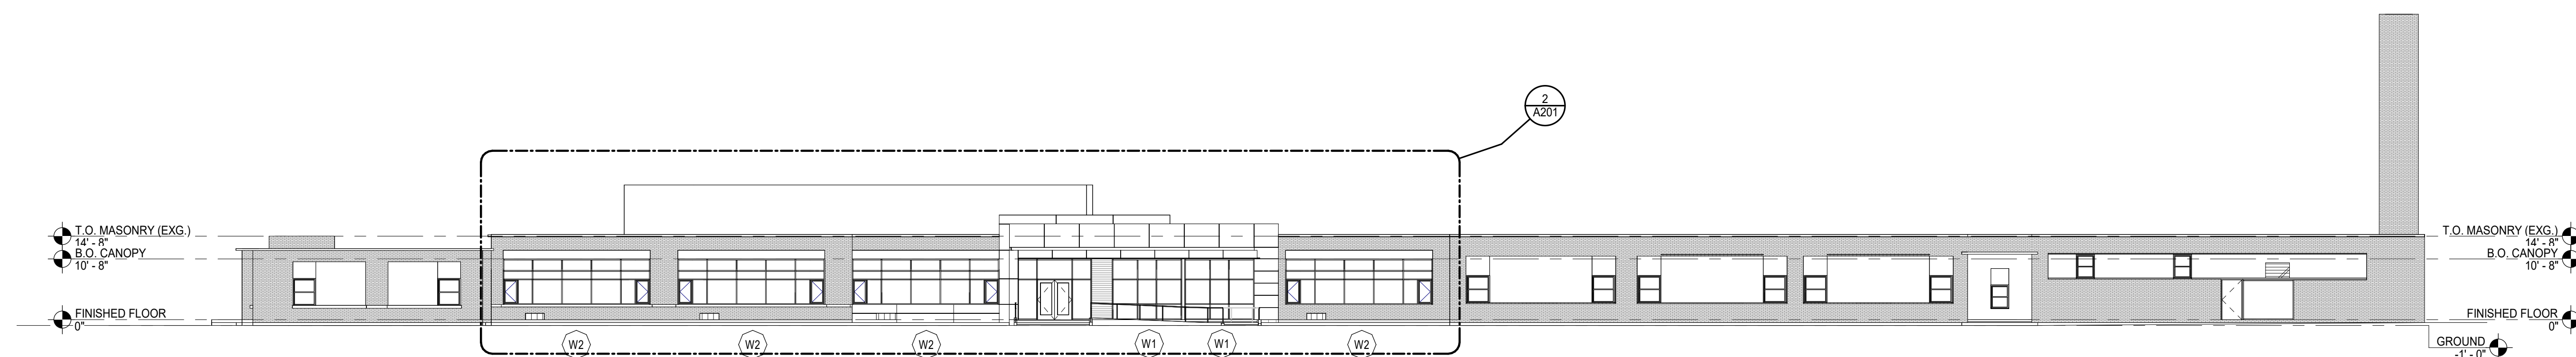 2
A201
T.O. MASONRY (EXG.)
14' - 8"
B.O. CANOPY
10' - 8"
FINISHED FLOOR
0"
T.O. MASONRY (EXG.)
14' - 8"
B.O. CANOPY
10' - 8"
FINISHED FLOOR
0"
GROUND
-1' - 0"
W2
W2
W2
W1
W1
W2